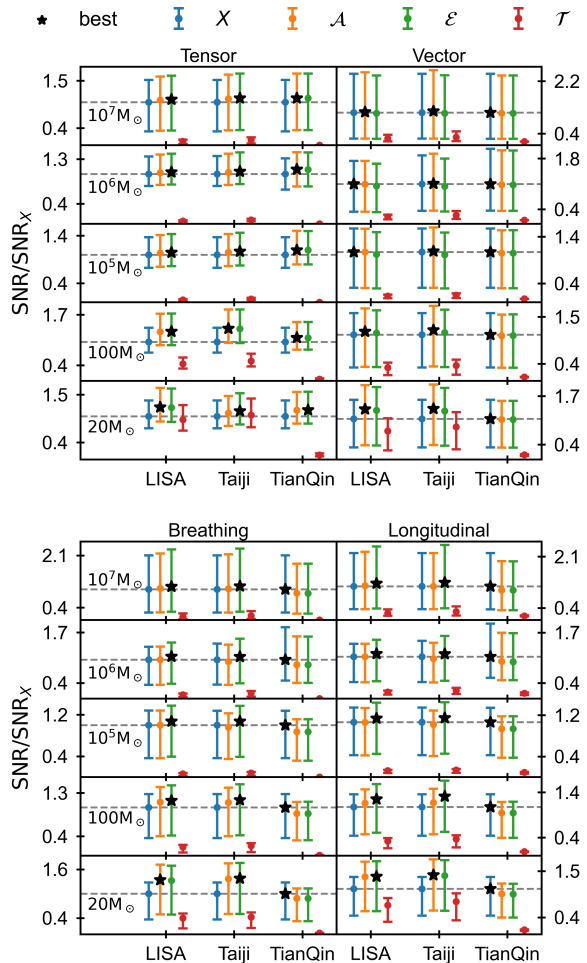 best X 𝒜 ℰ 𝒯
Tensor Vector
1.5 2.2
10⁷M⊙
0.4 0.4
1.3 1.8
10⁶M⊙
0.4 0.4
1.4 1.4
10⁵M⊙
0.4 0.4
1.7 1.5
100M⊙
0.4 0.4
1.5 1.7
20M⊙
0.4 0.4
SNR/SNR_X
LISA Taiji TianQin LISA Taiji TianQin
Breathing Longitudinal
2.1 2.1
10⁷M⊙
0.4 0.4
1.7 1.7
10⁶M⊙
0.4 0.4
1.2 1.2
10⁵M⊙
0.4 0.4
1.3 1.4
100M⊙
0.4 0.4
1.6 1.5
20M⊙
0.4 0.4
SNR/SNR_X
LISA Taiji TianQin LISA Taiji TianQin